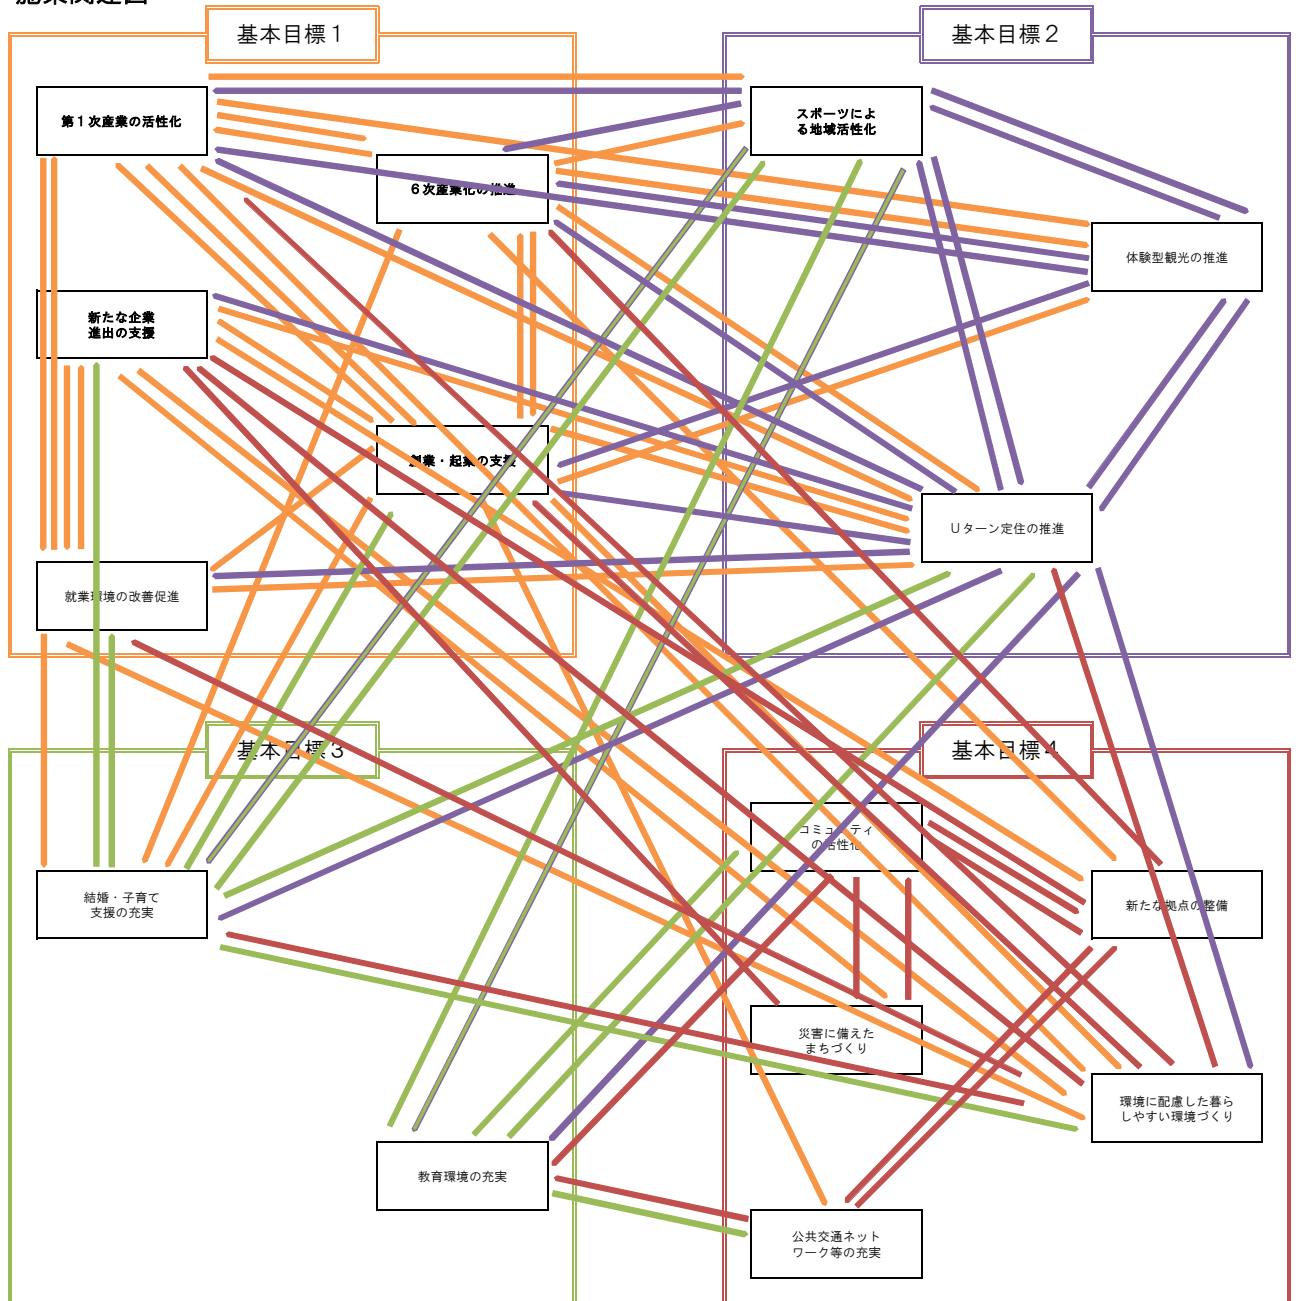 施策関連図
基本目標１
基本目標２
第１次産業の活性化
スポーツによ
る地域活性化
６次産業化の推進
体験型観光の推進
新たな企業
進出の支援
創業・起業の支援
Ｕターン定住の推進
就業環境の改善促進
基本目標３
基本目標４
コミュニティ
の活性化
結婚・子育て
支援の充実
新たな拠点の整備
災害に備えた
まちづくり
環境に配慮した暮ら
しやすい環境づくり
教育環境の充実
公共交通ネット
ワーク等の充実